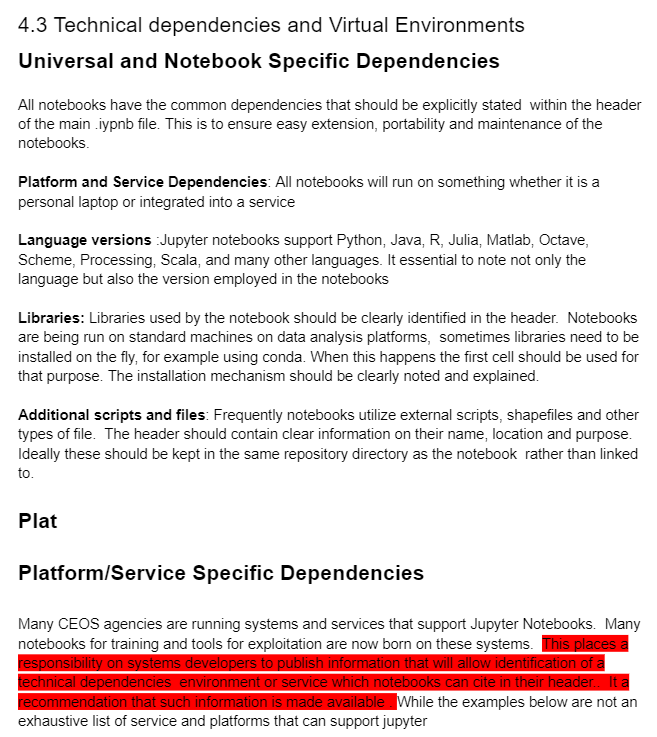 4.3 Technical dependencies and Virtual Environments
Universal and Notebook Specific Dependencies
All notebooks have the common dependencies that should be explicitly stated  within the header
of the main .iypnb file. This is to ensure easy extension, portability and maintenance of the
notebooks.
Platform and Service Dependencies: All notebooks will run on something whether it is a
personal laptop or integrated into a service
Language versions :Jupyter notebooks support Python, Java, R, Julia, Matlab, Octave,
Scheme, Processing, Scala, and many other languages. It essential to note not only the
language but also the version employed in the notebooks
Libraries: Libraries used by the notebook should be clearly identified in the header.  Notebooks
are being run on standard machines on data analysis platforms,  sometimes libraries need to be
installed on the fly, for example using conda. When this happens the first cell should be used for
that purpose. The installation mechanism should be clearly noted and explained.
Additional scripts and files: Frequently notebooks utilize external scripts, shapefiles and other
types of file.  The header should contain clear information on their name, location and purpose.
Ideally these should be kept in the same repository directory as the notebook  rather than linked
to.
Plat
Platform/Service Specific Dependencies
Many CEOS agencies are running systems and services that support Jupyter Notebooks.  Many
notebooks for training and tools for exploitation are now born on these systems.  This places a
responsibility on systems developers to publish information that will allow identification of a
technical dependencies  environment or service which notebooks can cite in their header..  It a
recommendation that such information is made available . While the examples below are not an
exhaustive list of service and platforms that can support jupyter